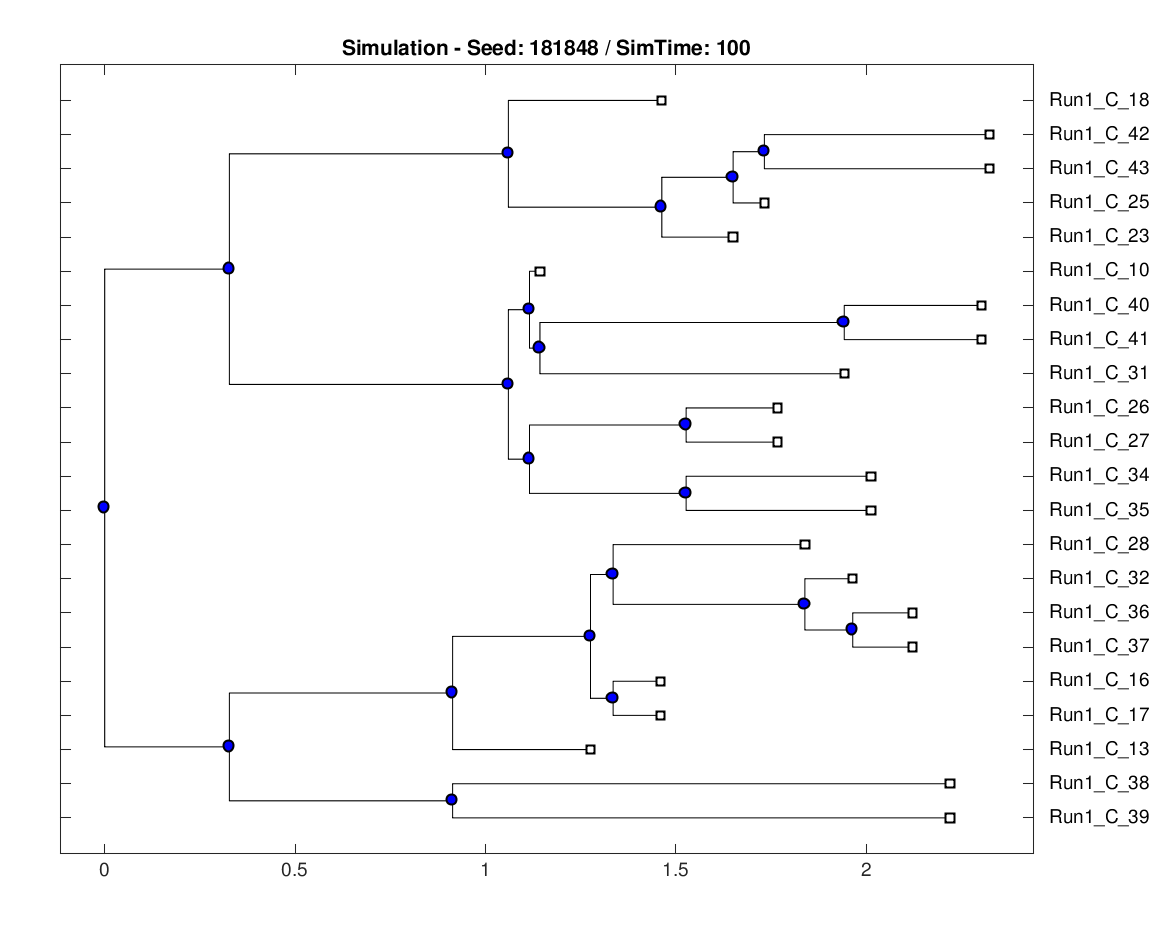 Simulation - Seed: 181848 / SimTime: 100
Run1_C_18
Run1_C_42
Run1_C_43
Run1_C_25
Run1_C_23
Run1_C_10
Run1_C_40
Run1_C_41
Run1_C_31
Run1_C_26
Run1_C_27
Run1_C_34
Run1_C_35
Run1_C_28
Run1_C_32
Run1_C_36
Run1_C_37
Run1_C_16
Run1_C_17
Run1_C_13
Run1_C_38
Run1_C_39
0 0.5 1 1.5 2